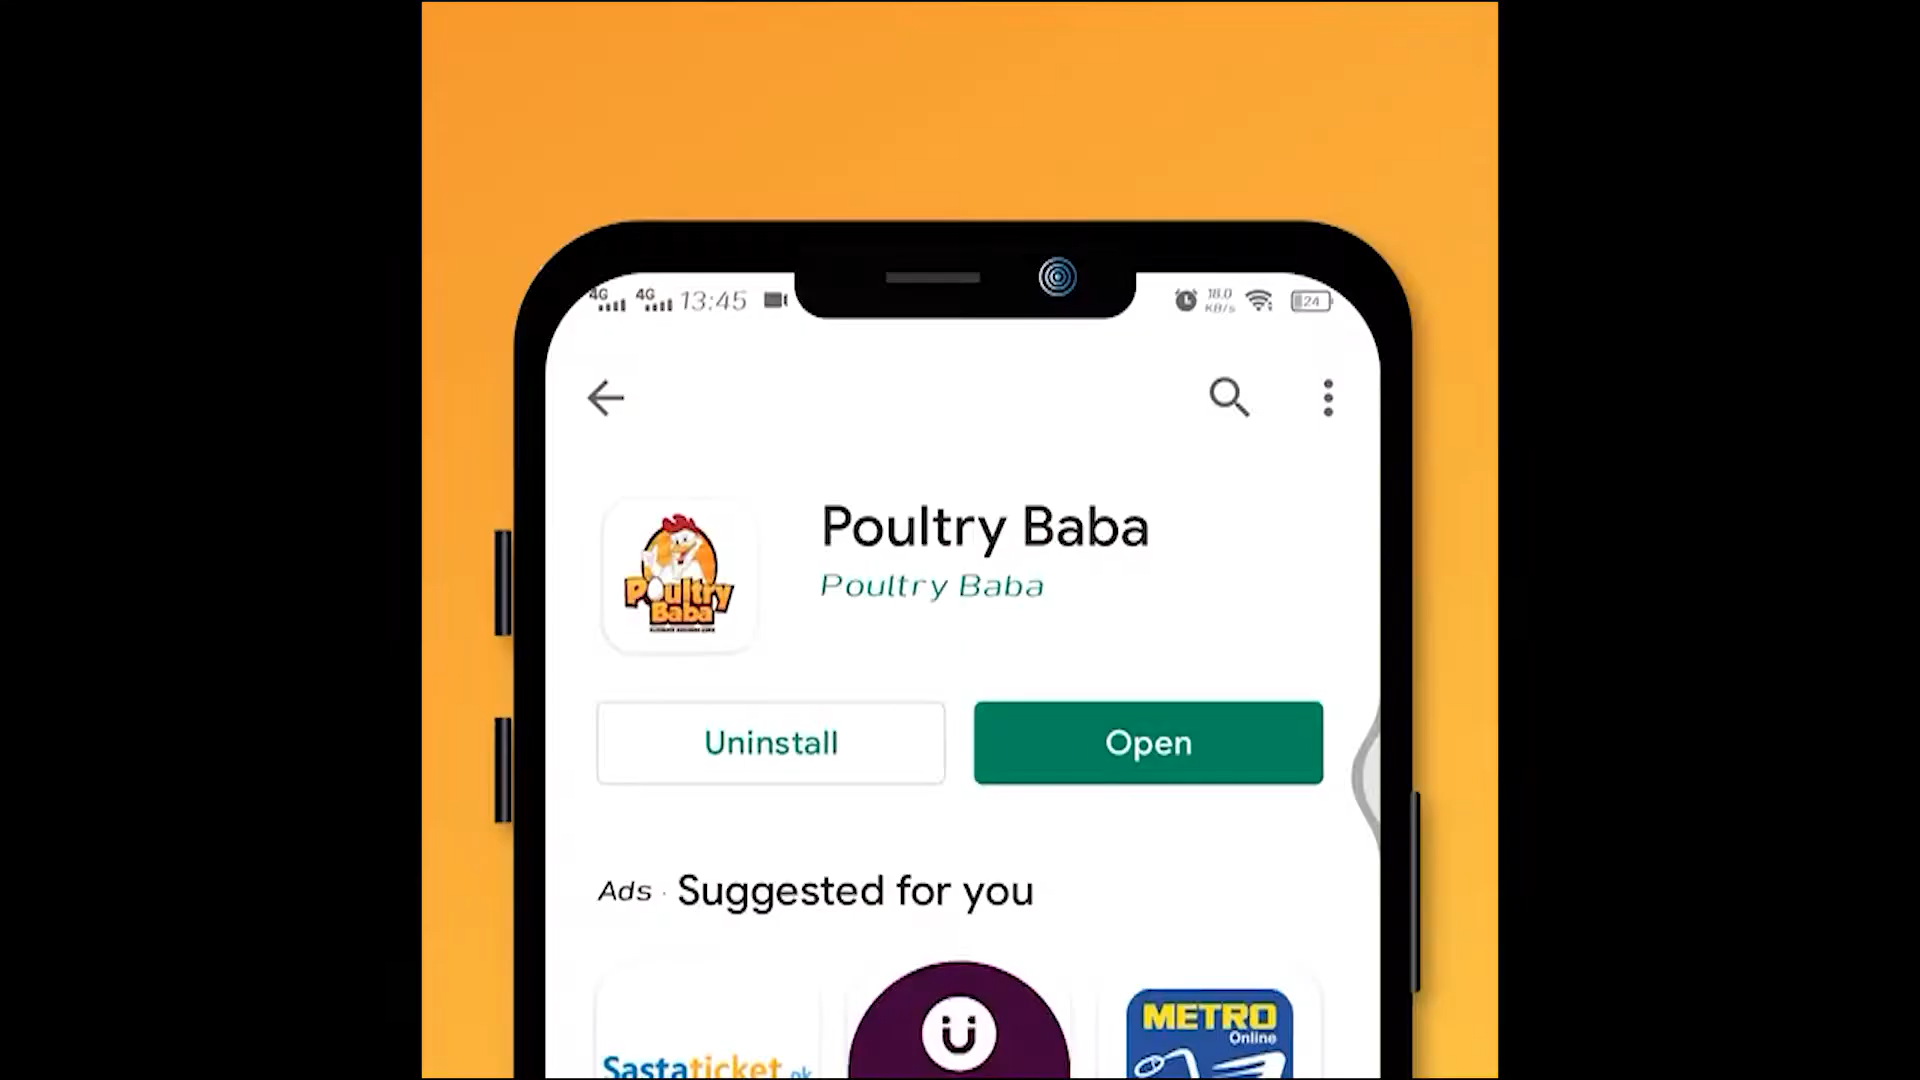 4G 4G 13:45 18.0 KB/s 24
Poultry Baba
Poultry Baba
Poultry
Baba
Uninstall Open
Ads · Suggested for you
METRO
Online
Sastaticket.pk